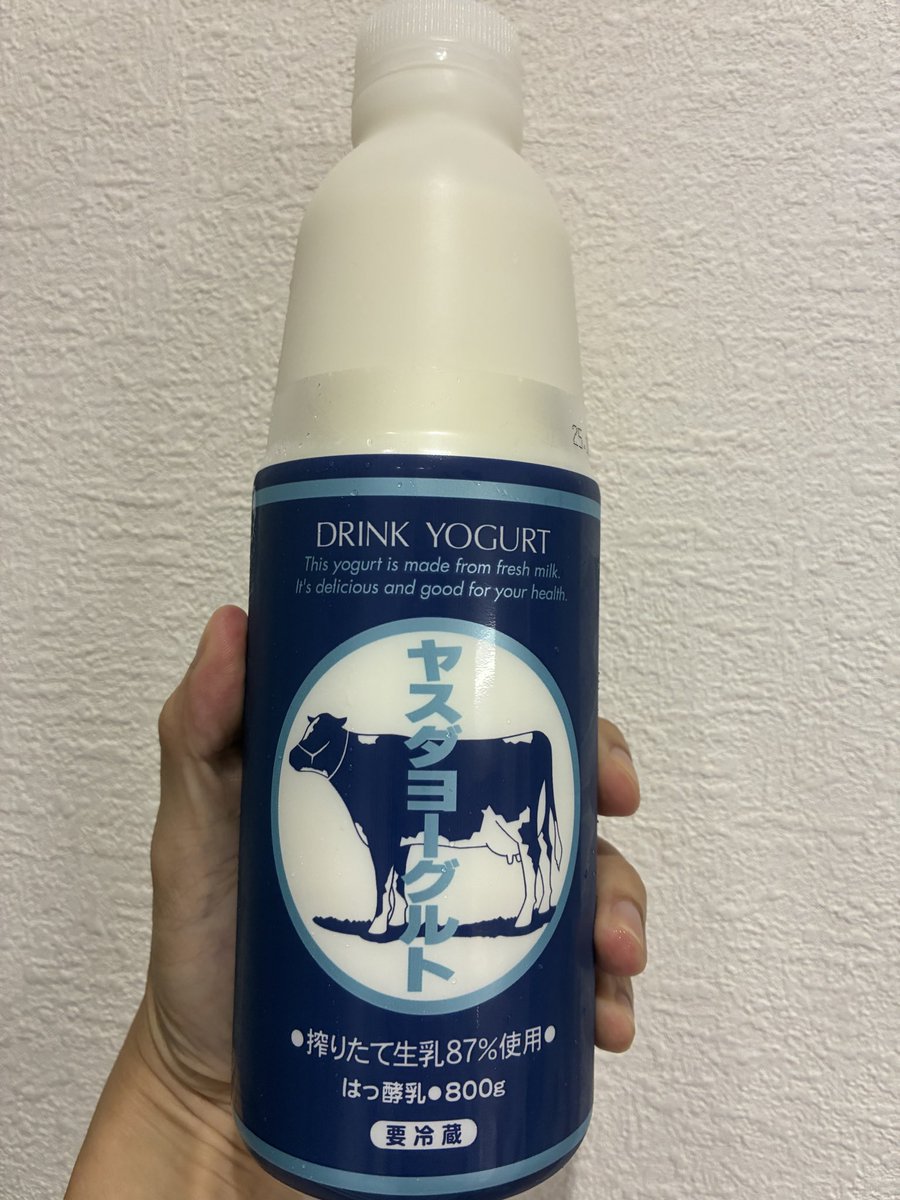 DRINK YOGURT
This yogurt is made from fresh milk.
It's delicious and good for your health.
ヤスダヨーグルト
●搾りたて生乳87%使用●
はっ酵乳●800g
要冷蔵